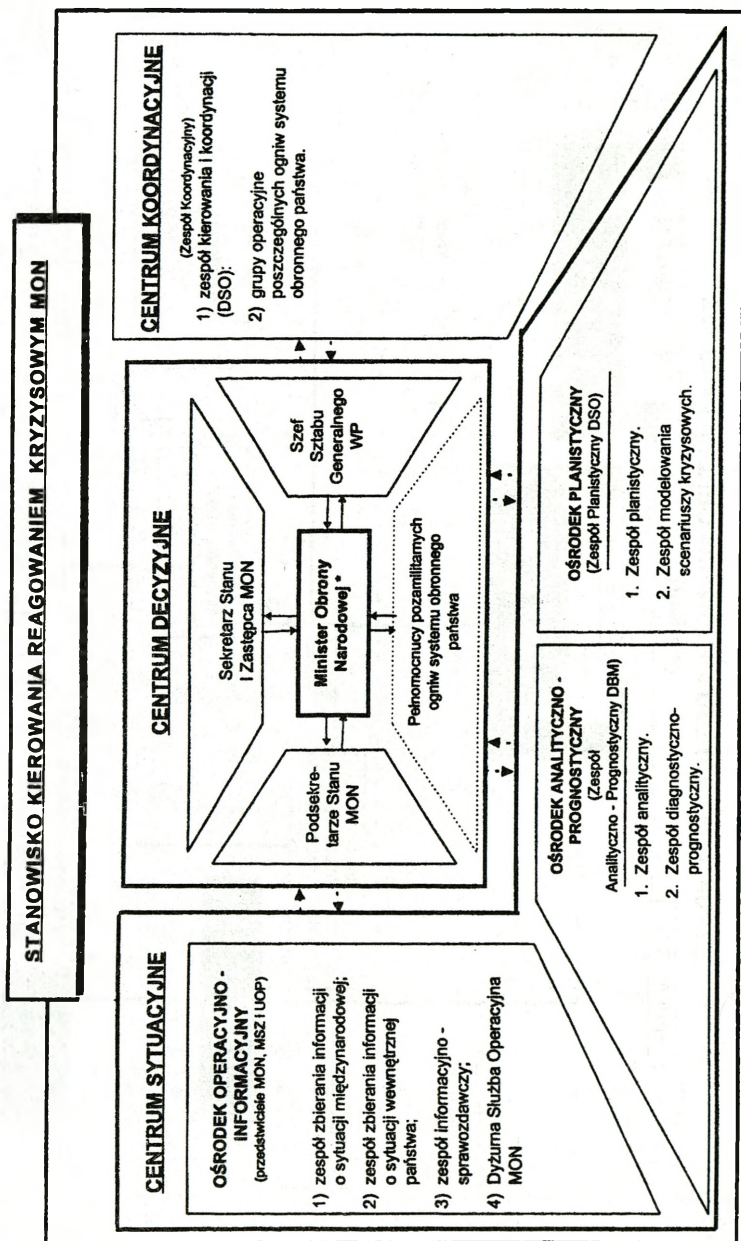 STANOWISKO KIEROWANIA REAGOWANIEM KRYZYSOWYM MON
CENTRUM SYTUACYJNE
OŚRODEK OPERACYJNO -
INFORMACYJNY
(przedstwiciele MON, MSZ i UOP)
1) zespół zbierania informacji
o sytuacji międzynarodowej;
2) zespół zbierania informacji
o sytuacji wewnętrznej
państwa;
3) zespół informacyjno -
sprawozdawczy;
4) Dyżurna Służba Operacyjna
MON
CENTRUM DECYZYJNE
Sekretarz Stanu
I Zastępca MON
Podsekre-
tarze Stanu
MON
Minister Obrony
Narodowej *
Szef
Sztabu
Generalnego
WP
Pełnomocnucy pozamilitarnych
ogniw systemu obronnego
państwa
CENTRUM KOORDYNACYJNE
(Zespół Koordynacyjny)
1) zespół kierowania i koordynacji
(DSO):
2) grupy operacyjne
poszczególnych ogniw systemu
obronnego państwa.
OŚRODEK ANALITYCZNO -
PROGNOSTYCZNY
(Zespół
Analityczno - Prognostyczny DBM)
1. Zespół analityczny.
2. Zespół diagnostyczno-
prognostyczny.
OŚRODEK PLANISTYCZNY
(Zespół Planistyczny DSO)
1. Zespół planistyczny.
2. Zespół modelowania
scenariuszy kryzysowych.